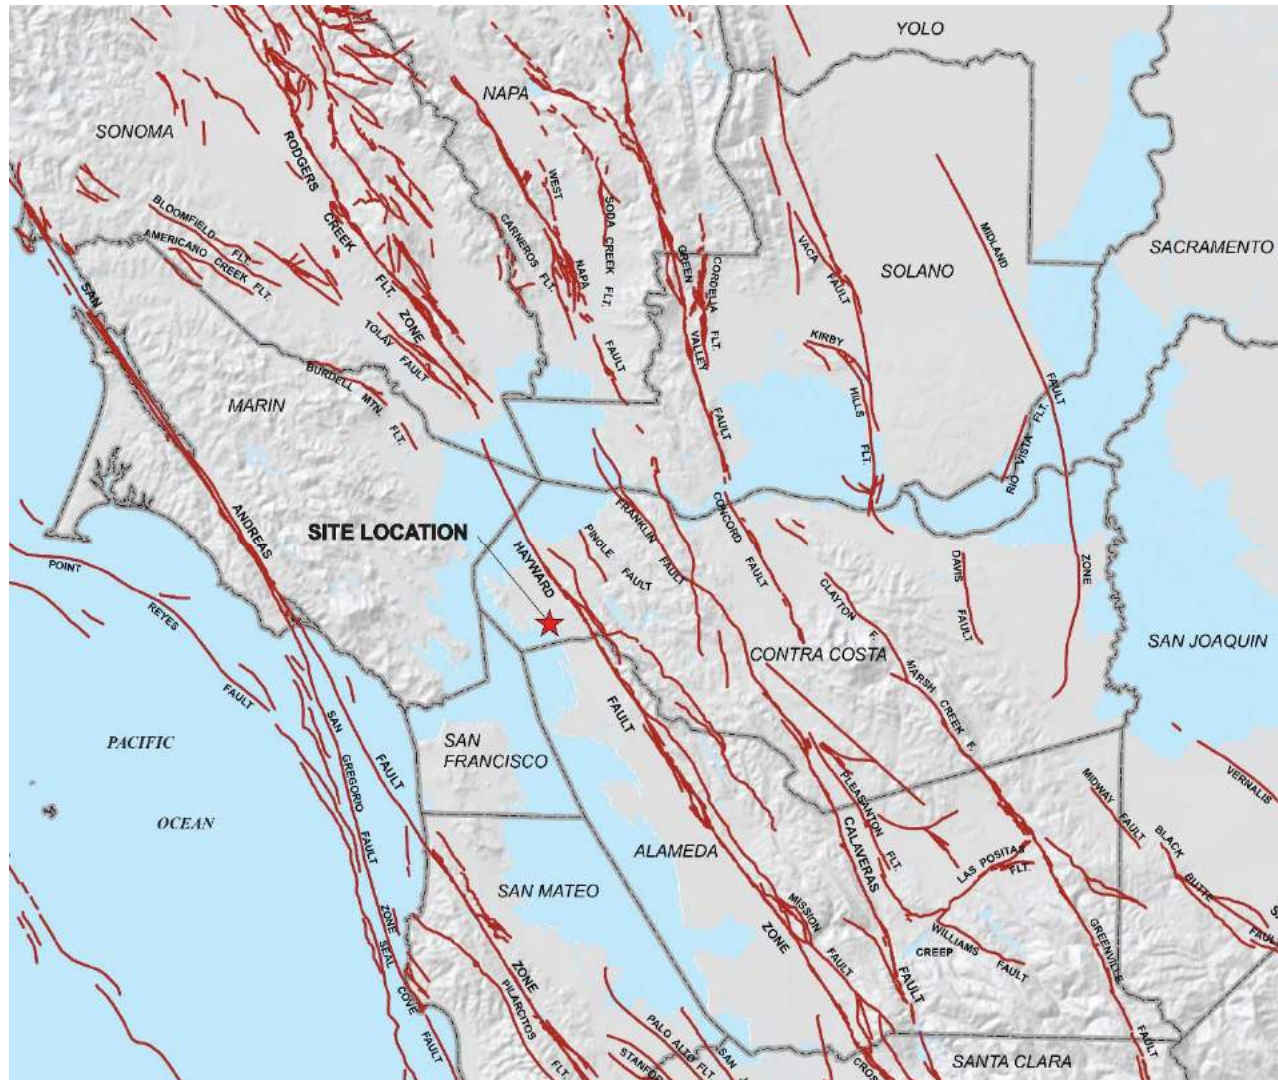 YOLO
NAPA
SONOMA
RODGERS
CREEK
FLT.
ZONE
WEST
NAPA
FAULT
SODA CREEK FLT.
CARNEROS FLT.
BLOOMFIELD FLT.
AMERICANO CREEK FLT.
TOLAY FAULT
BURDELL MTN. FLT.
MARIN
GREEN
VALLEY
FAULT
CORDELIA FLT.
VACA FAULT
SOLANO
MIDLAND
FAULT
ZONE
SACRAMENTO
KIRBY
HILLS
FLT.
RIO VISTA FLT.
SAN
ANDREAS
FAULT
ZONE
SITE LOCATION
HAYWARD
FAULT
ZONE
PINOLE FAULT
FRANKLIN FAULT
CONCORD FAULT
CLAYTON F.
MARSH CREEK F.
DAVIS FAULT
CONTRA COSTA
SAN JOAQUIN
POINT
REYES
FAULT
PACIFIC
OCEAN
SAN
GREGORIO
FAULT
ZONE
SEAL
COVE
FAULT
SAN
FRANCISCO
SAN MATEO
ALAMEDA
PLEASANTON FLT.
CALAVERAS
FAULT
LAS POSITAS
FLT.
MIDWAY FAULT
BLACK
BUTTE
VERNALIS
WILLIAMS
FAULT
CREEP
GREENVILLE
FAULT
MISSION
FAULT
PILARCITOS
FLT.
PALO ALTO
FLT.
SAN
SANTA CLARA